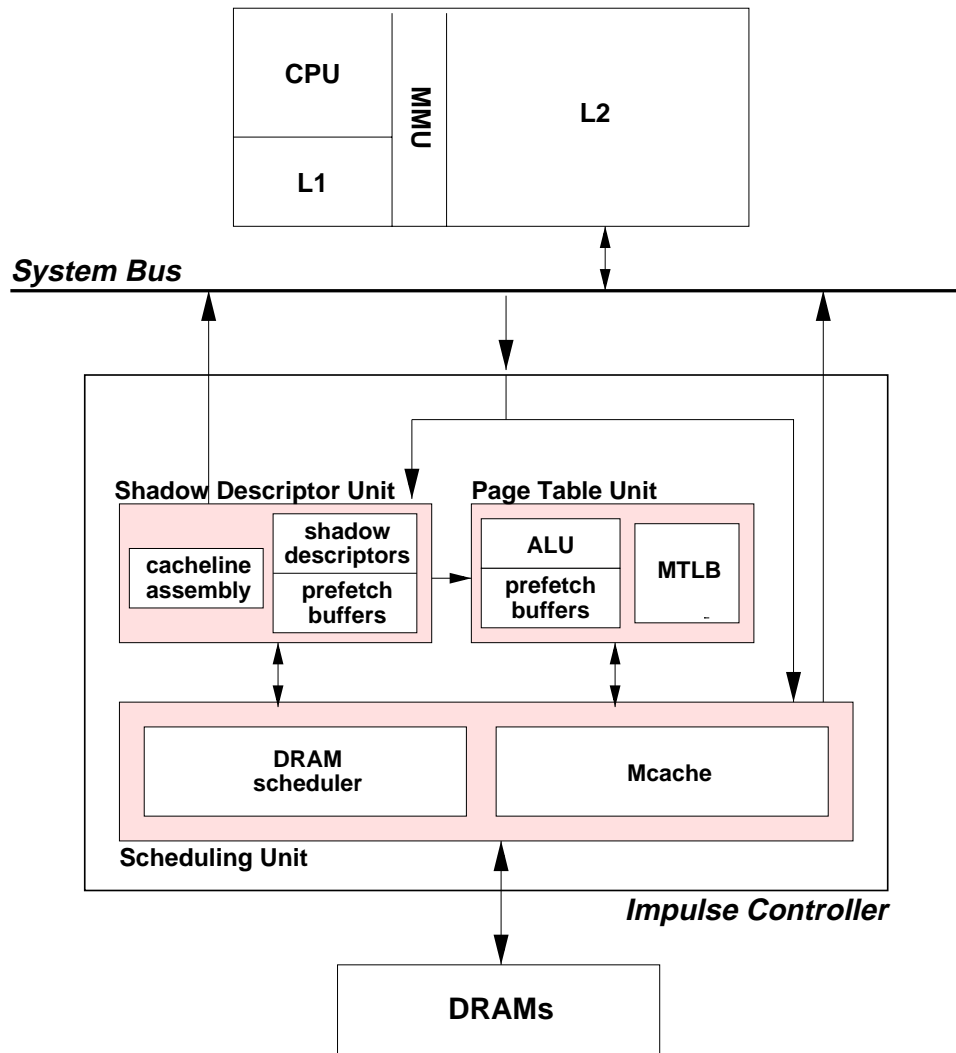 CPU
MMU
L2
L1
System Bus
Shadow Descriptor Unit
Page Table Unit
cacheline
assembly
shadow
descriptors
prefetch
buffers
ALU
prefetch
buffers
MTLB
DRAM
scheduler
Mcache
Scheduling Unit
Impulse Controller
DRAMs